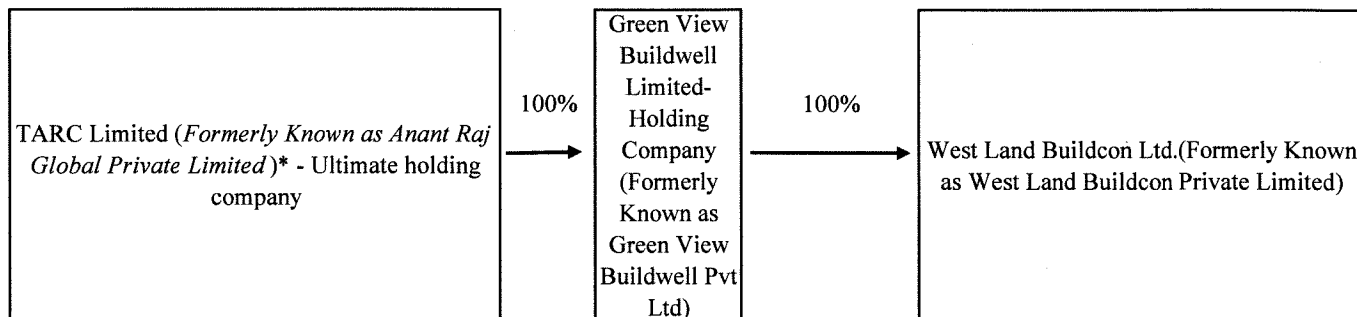 TARC Limited (Formerly Known as Anant Raj
Global Private Limited )* - Ultimate holding
company
100%
Green View
Buildwell
Limited-
Holding
Company
(Formerly
Known as
Green View
Buildwell Pvt
Ltd)
100%
West Land Buildcon Ltd.(Formerly Known
as West Land Buildcon Private Limited)